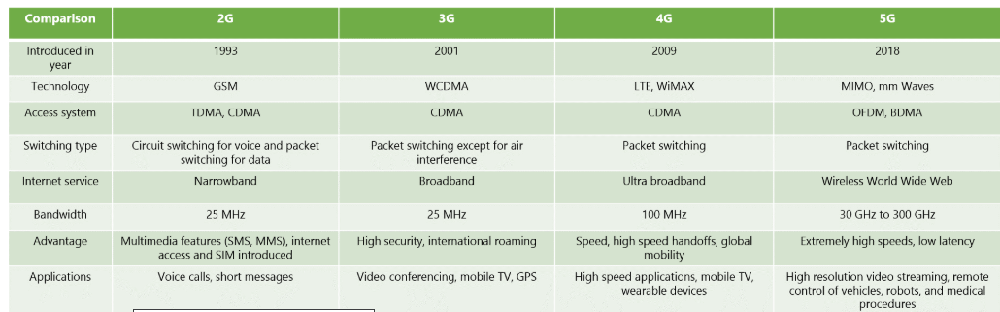 Comparison 2G 3G 4G 5G
Introduced in
year 1993 2001 2009 2018
Technology GSM WCDMA LTE, WiMAX MIMO, mm Waves
Access system TDMA, CDMA CDMA CDMA OFDM, BDMA
Switching type Circuit switching for voice and packet
switching for data Packet switching except for air
interference Packet switching Packet switching
Internet service Narrowband Broadband Ultra broadband Wireless World Wide Web
Bandwidth 25 MHz 25 MHz 100 MHz 30 GHz to 300 GHz
Advantage Multimedia features (SMS, MMS), internet
access and SIM introduced High security, international roaming Speed, high speed handoffs, global
mobility Extremely high speeds, low latency
Applications Voice calls, short messages Video conferencing, mobile TV, GPS High speed applications, mobile TV,
wearable devices High resolution video streaming, remote
control of vehicles, robots, and medical
procedures